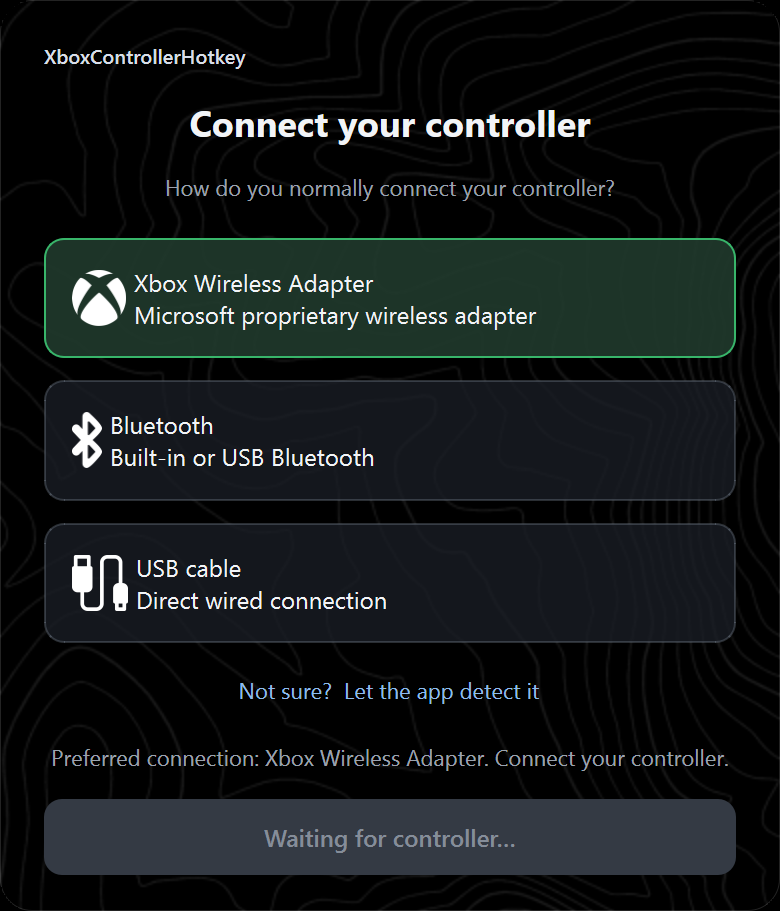 XboxControllerHotkey
Connect your controller
How do you normally connect your controller?
Xbox Wireless Adapter
Microsoft proprietary wireless adapter
Bluetooth
Built-in or USB Bluetooth
USB cable
Direct wired connection
Not sure? Let the app detect it
Preferred connection: Xbox Wireless Adapter. Connect your controller.
Waiting for controller...